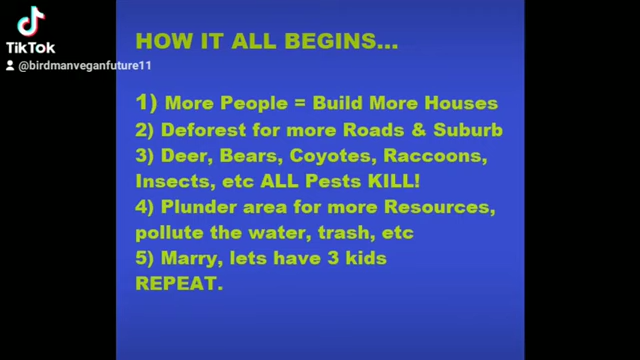 TikTok
@birdmanveganfuture11
HOW IT ALL BEGINS...
1) More People = Build More Houses
2) Deforest for more Roads & Suburb
3) Deer, Bears, Coyotes, Raccoons,
Insects, etc ALL Pests KILL!
4) Plunder area for more Resources,
pollute the water, trash, etc
5) Marry, lets have 3 kids
REPEAT.